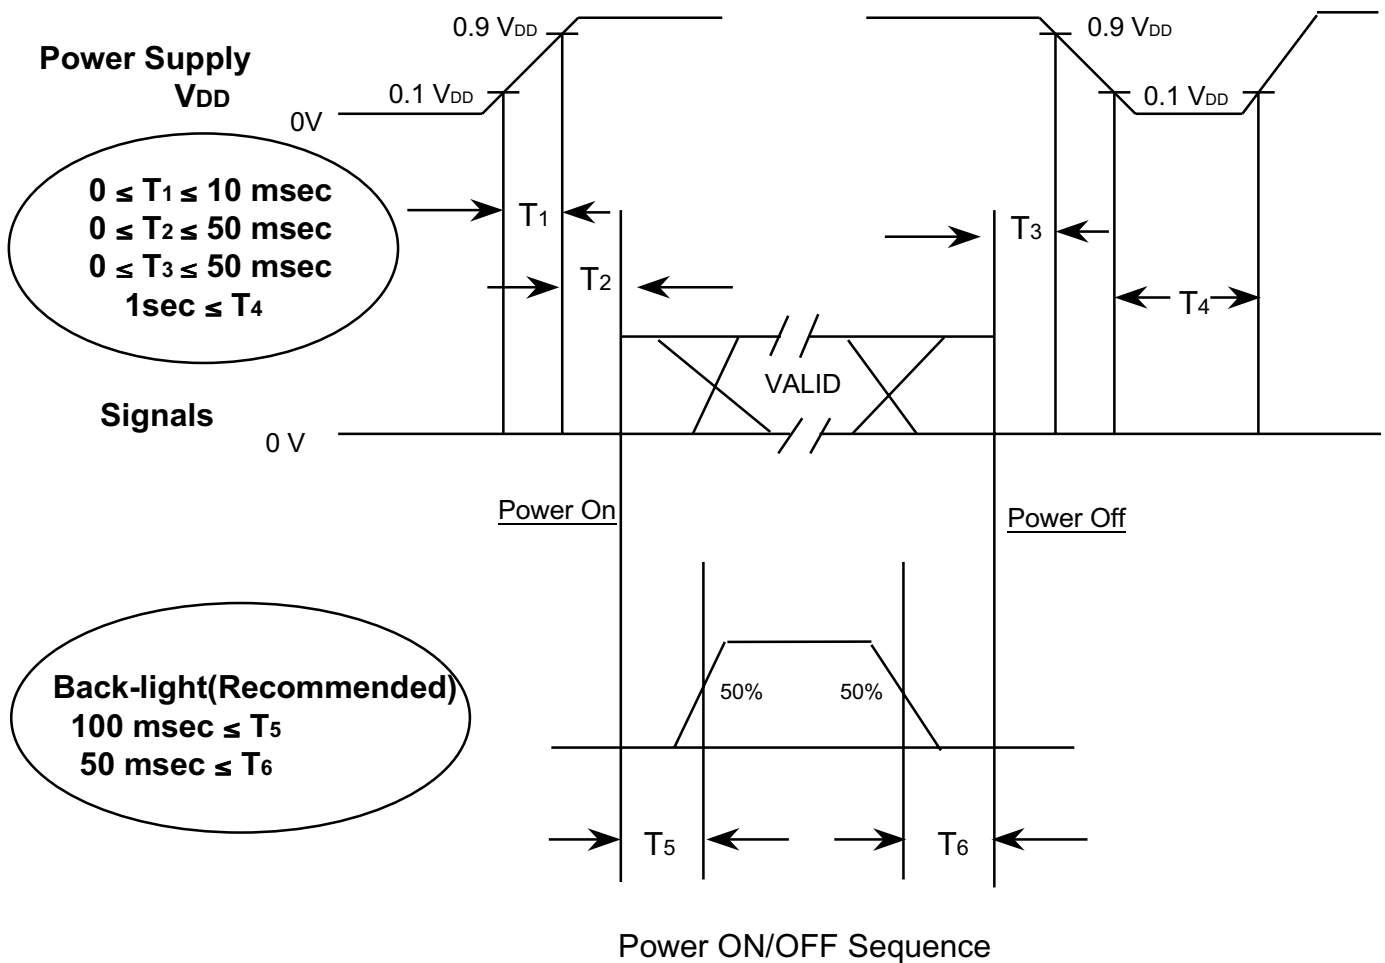 0.9 VDD
0.9 VDD
Power Supply
VDD
0.1 VDD
0.1 VDD
0V
0 ≤ T1 ≤ 10 msec
0 ≤ T2 ≤ 50 msec
0 ≤ T3 ≤ 50 msec
1sec ≤ T4
T1
T3
T2
T4
VALID
Signals
0 V
Power On
Power Off
Back-light(Recommended)
100 msec ≤ T5
50 msec ≤ T6
50%
50%
T5
T6
Power ON/OFF Sequence